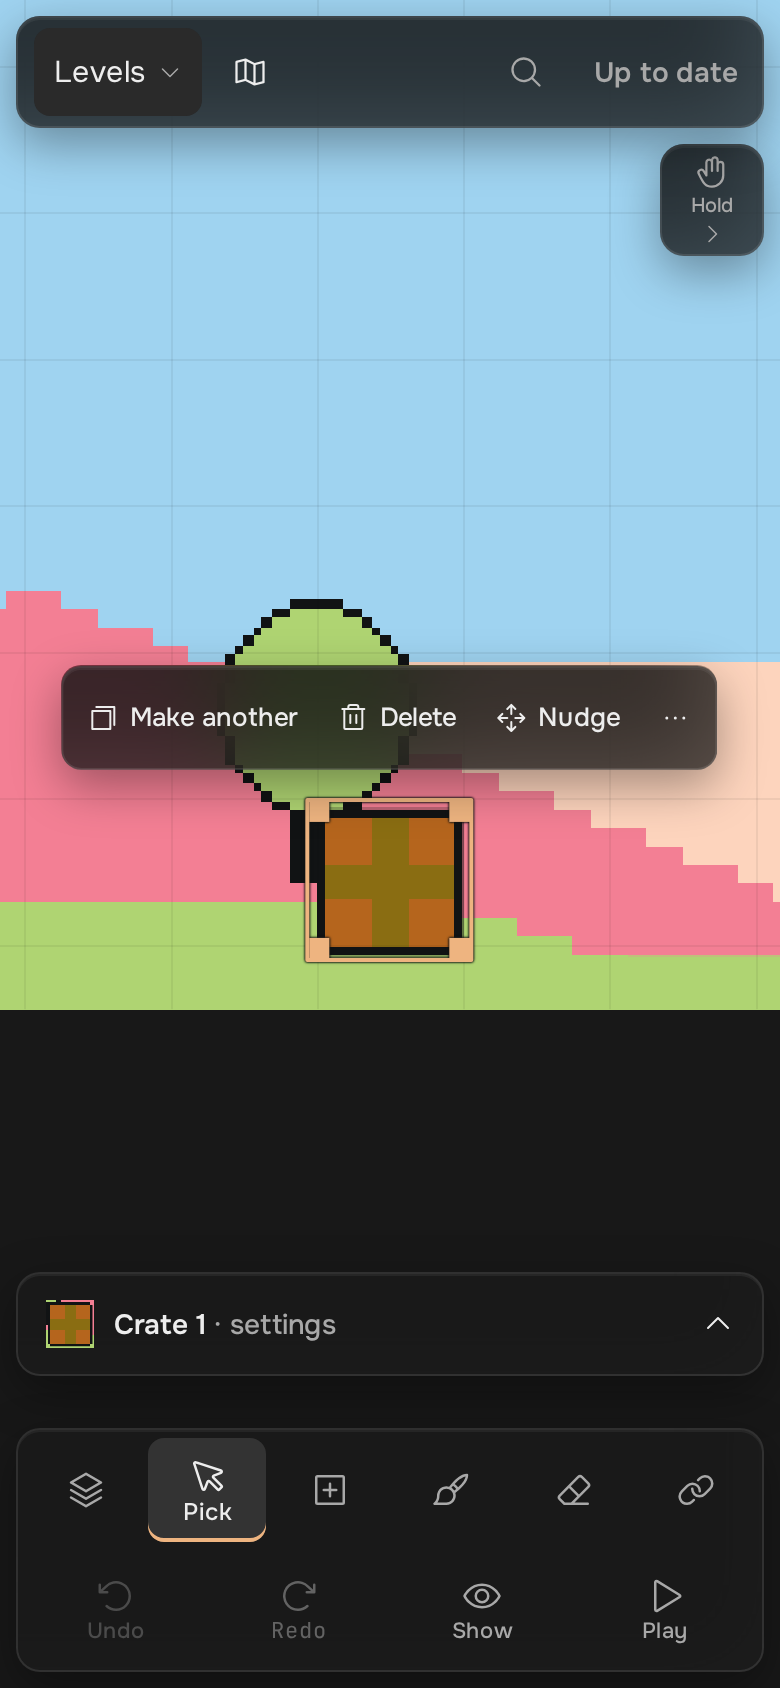 Levels
Up to date
Hold
Make another
Delete
Nudge
Crate 1 · settings
Pick
Undo
Redo
Show
Play